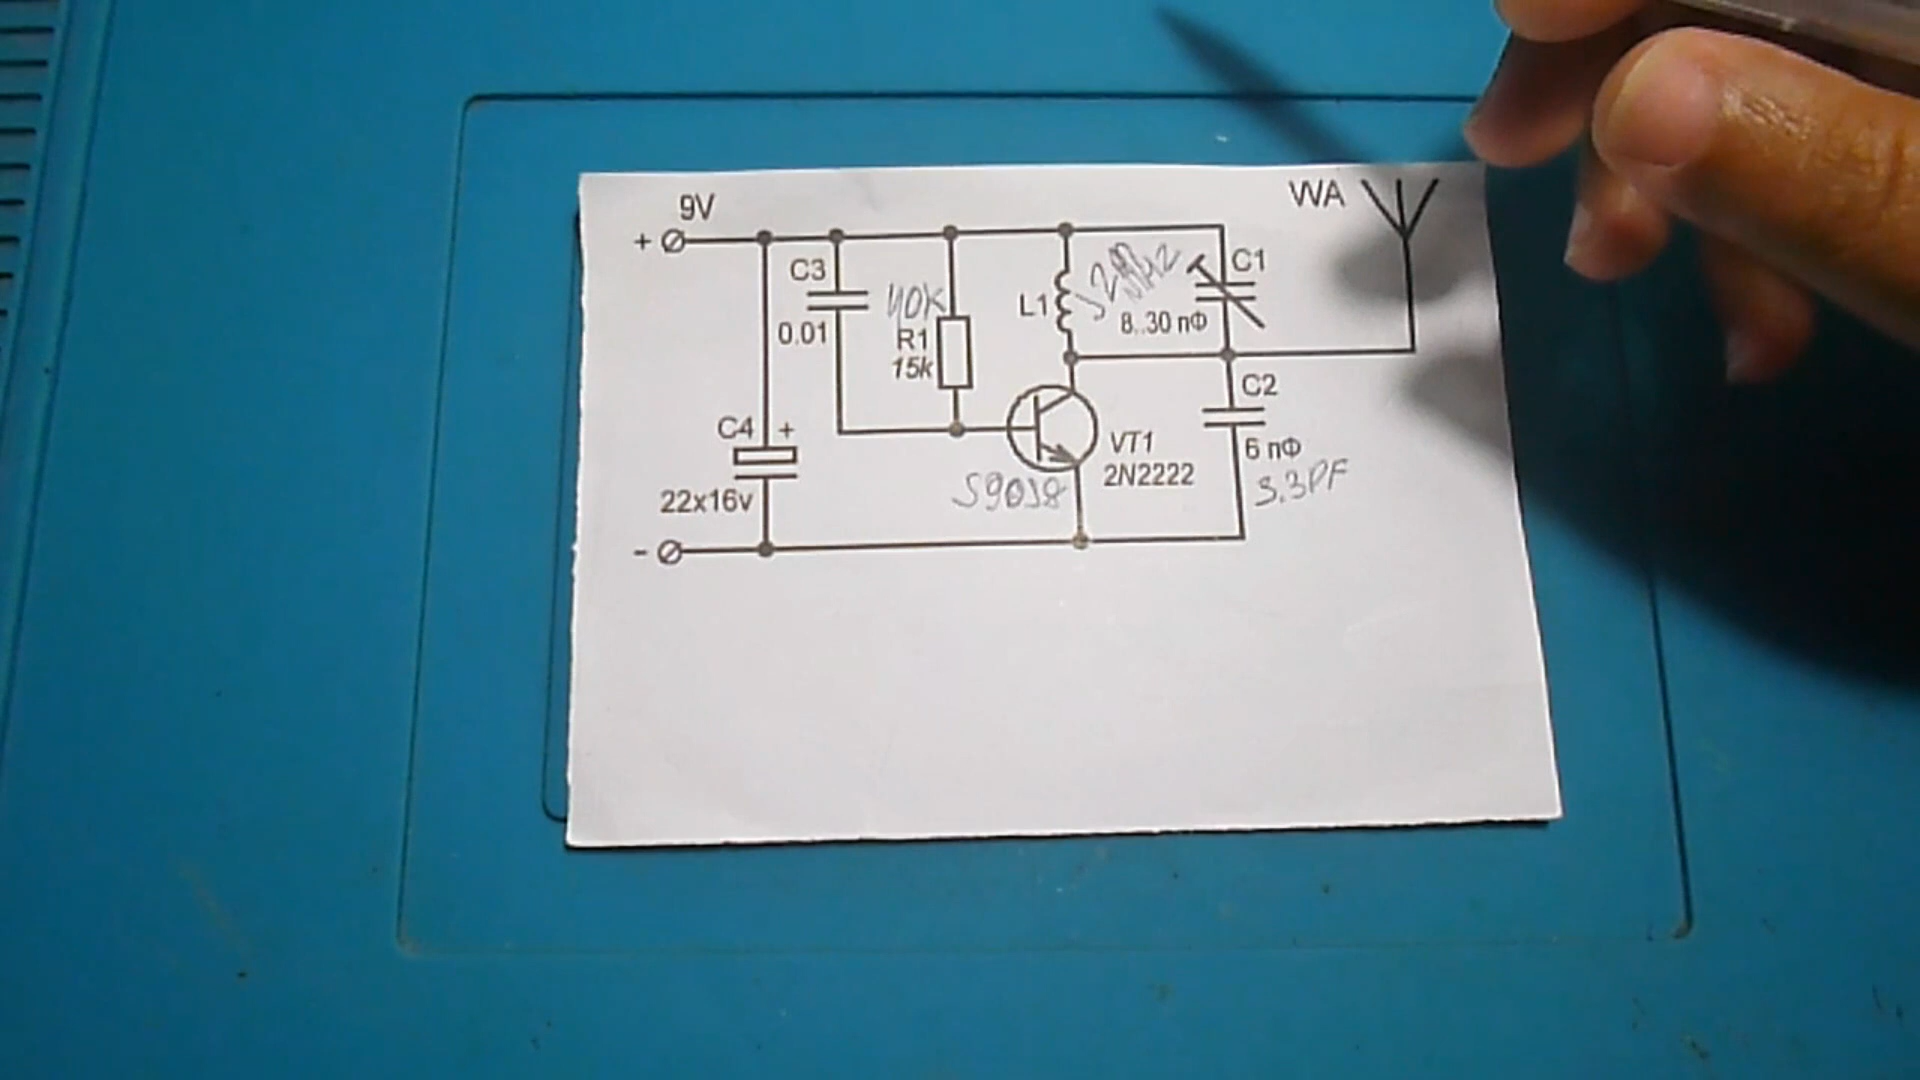 9V
WA
+
C3
0.01
40K
R1
15k
L1
C1
8..30 пФ
C2
6 пФ
3.3PF
C4 +
22x16v
VT1
2N2222
S9018
-